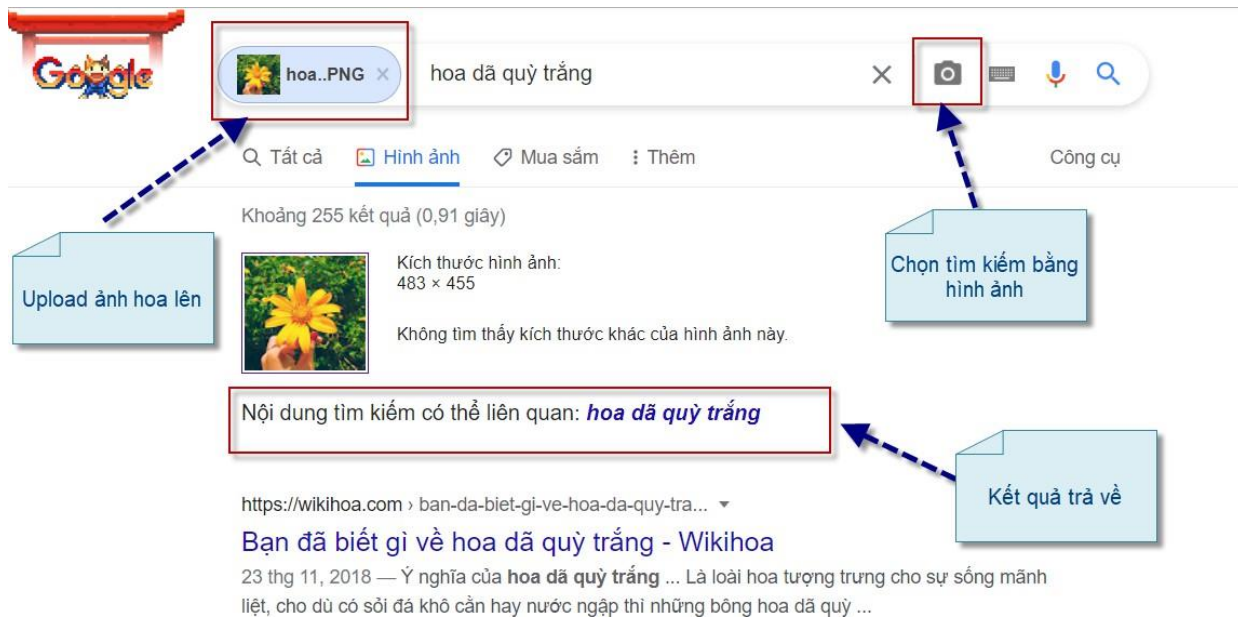 Google
hoa..PNG × hoa dã quỳ trắng
Tất cả Hình ảnh Mua sắm Thêm Công cụ
Khoảng 255 kết quả (0,91 giây)
Kích thước hình ảnh:
483 × 455
Không tìm thấy kích thước khác của hình ảnh này.
Upload ảnh hoa lên
Chọn tìm kiếm bằng
hình ảnh
Nội dung tìm kiếm có thể liên quan: hoa dã quỳ trắng
Kết quả trả về
https://wikihoa.com › ban-da-biet-gi-ve-hoa-da-quy-tra...
Bạn đã biết gì về hoa dã quỳ trắng - Wikihoa
23 thg 11, 2018 — Ý nghĩa của hoa dã quỳ trắng ... Là loài hoa tượng trưng cho sự sống mãnh
liệt, cho dù có sỏi đá khô cằn hay nước ngập thì những bông hoa dã quỳ ...